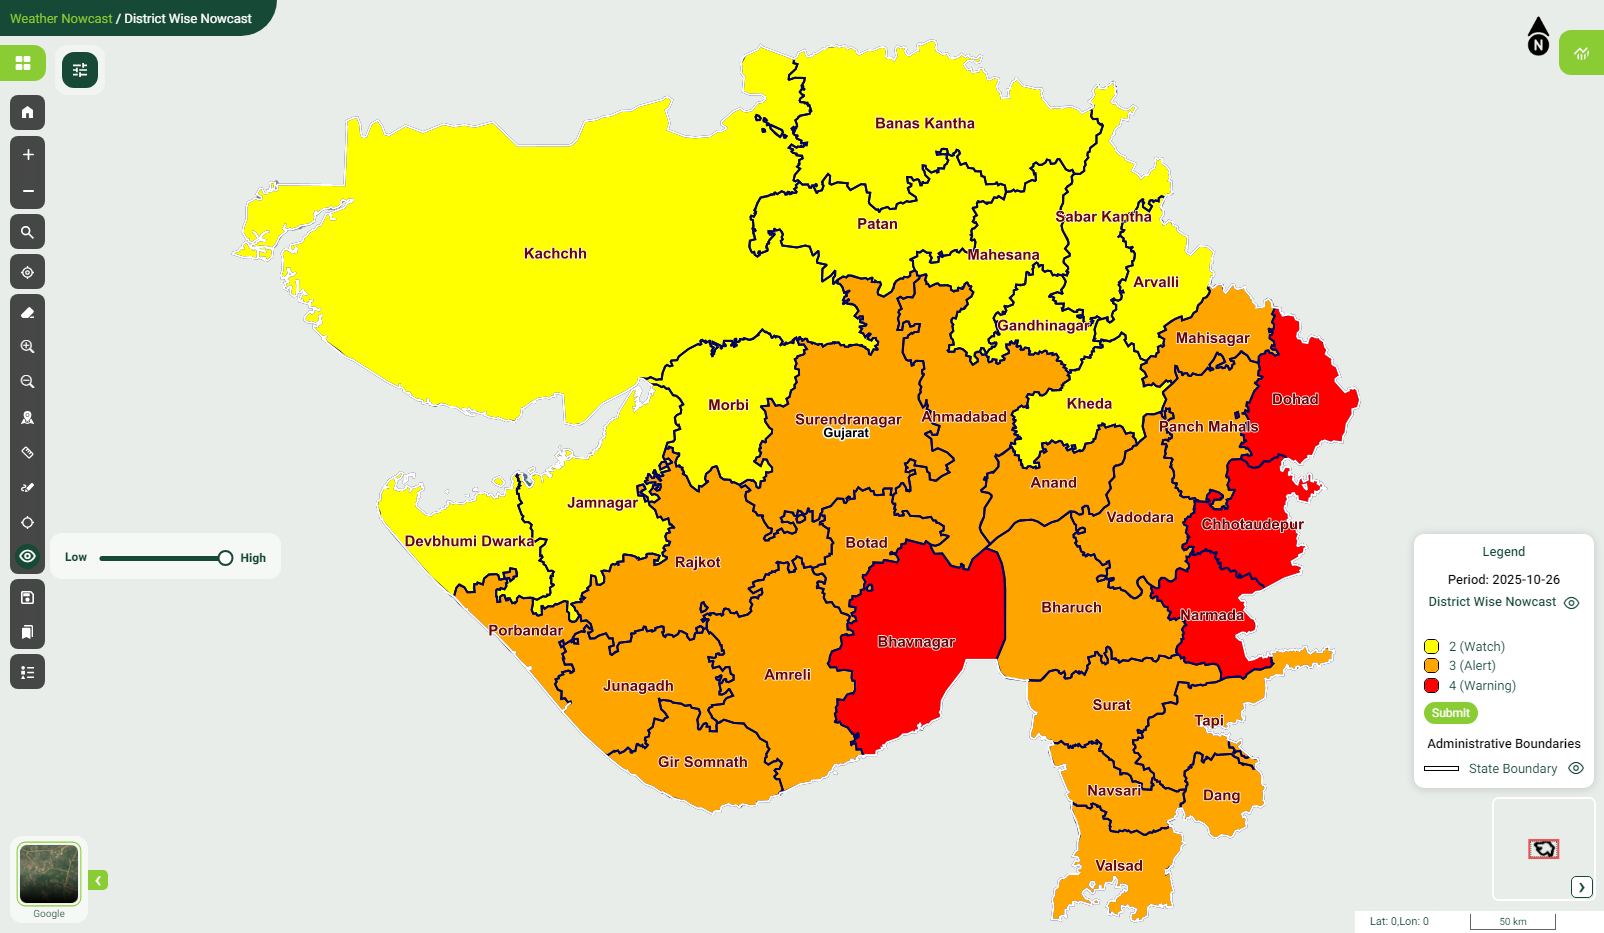 Weather Nowcast / District Wise Nowcast
N
Banas Kantha
Patan
Sabar Kantha
Kachchh
Mahesana
Arvalli
Gandhinagar
Mahisagar
Morbi
Kheda
Dohad
Surendranagar
Ahmadabad
Panch Mahals
Gujarat
Anand
Jamnagar
Vadodara
Chhotaudepur
Devbhumi Dwarka
Botad
Rajkot
Bharuch
Narmada
Porbandar
Bhavnagar
Junagadh
Amreli
Surat
Tapi
Gir Somnath
Navsari
Dang
Valsad
Low
High
Legend
Period: 2025-10-26
District Wise Nowcast
2 (Watch)
3 (Alert)
4 (Warning)
Submit
Administrative Boundaries
State Boundary
Google
Lat: 0,Lon: 0
50 km